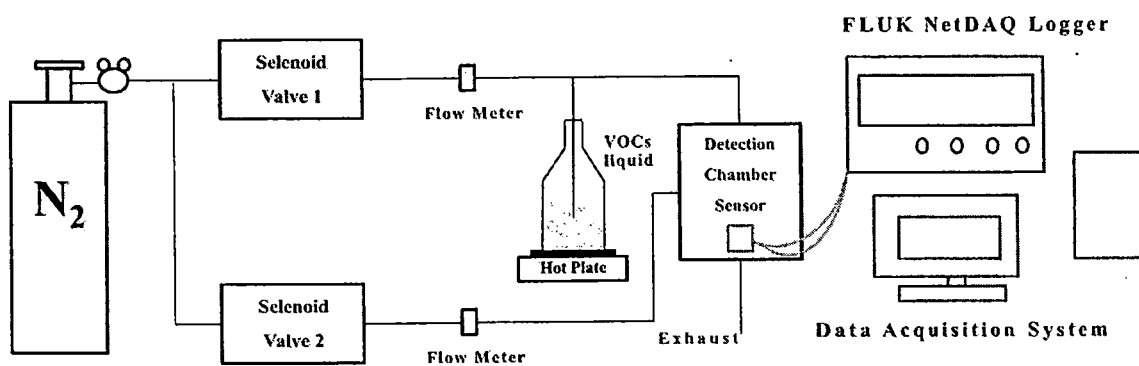 FLUK NetDAQ Logger
Selenoid
Valve 1
Flow Meter
VOCs
liquid
Detection
Chamber
Sensor
N2
Hot Plate
Selenoid
Valve 2
Flow Meter
Exhaust
Data Acquisition System